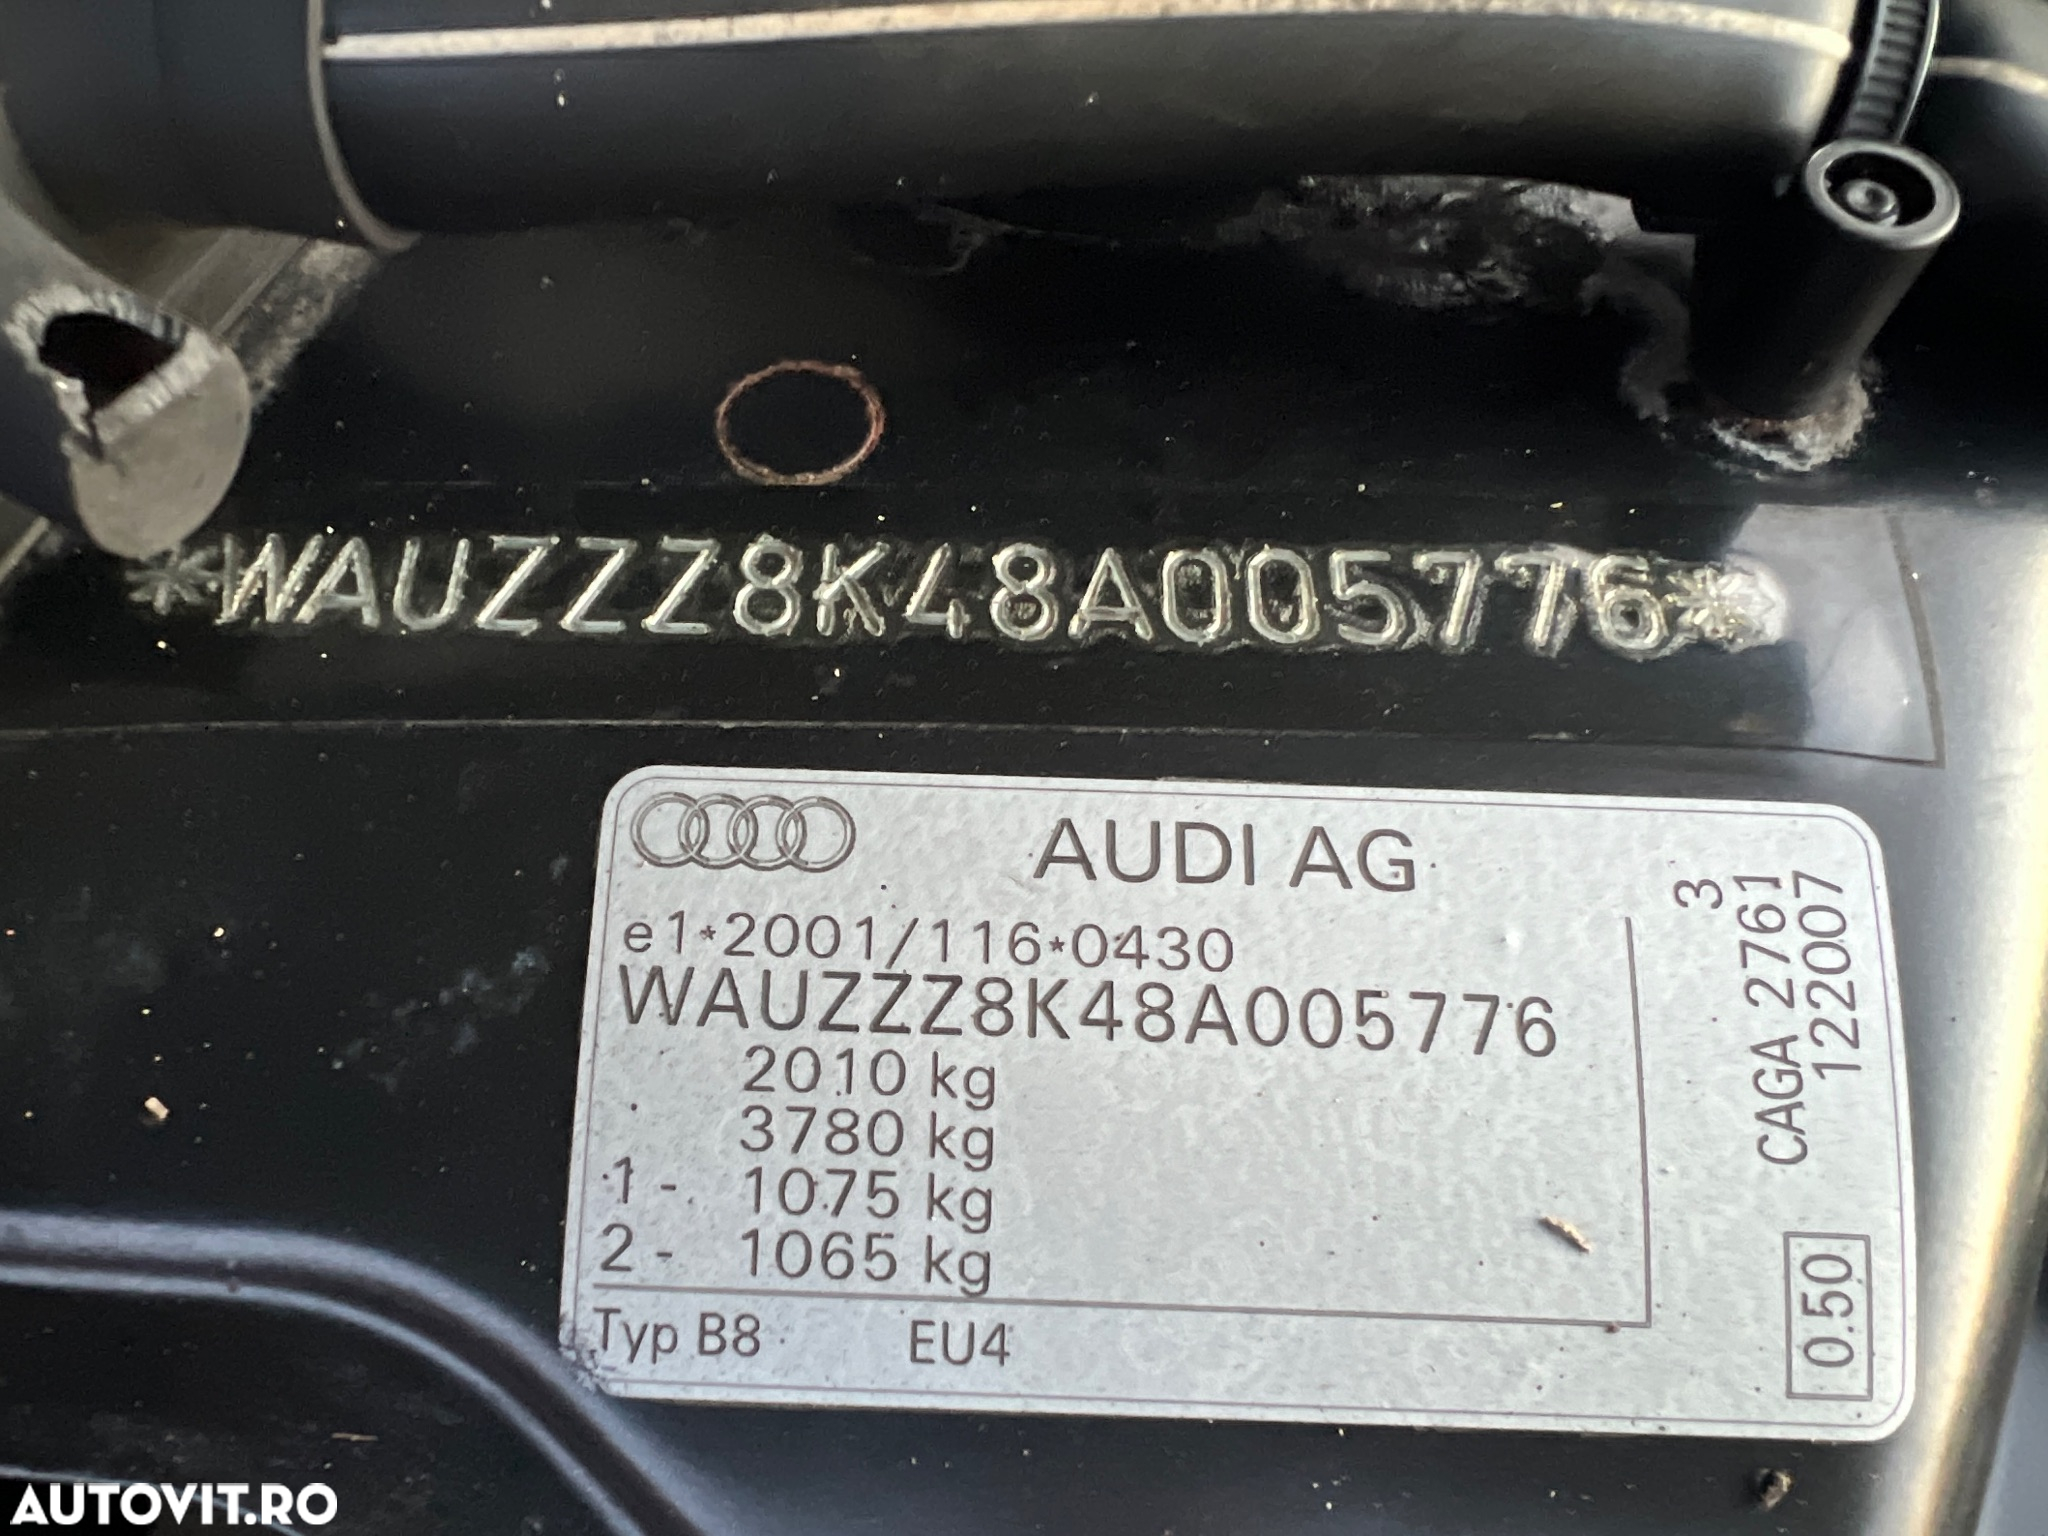 *WAUZZZ8K48A005776*
AUDI AG
e1*2001/116*0430
WAUZZZ8K48A005776
2010 kg
3780 kg
1 - 1075 kg
2 - 1065 kg
Typ B8 EU4
3
CAGA 2761
122007
0.50
AUTOVIT.RO